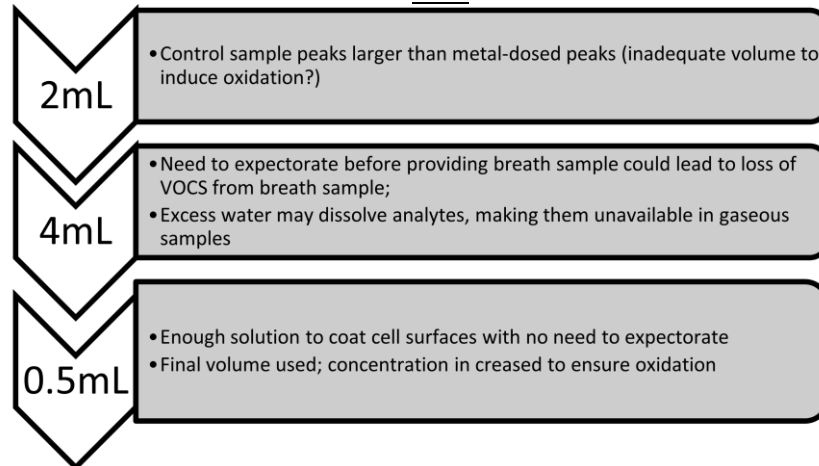 2mL
•Control sample peaks larger than metal-dosed peaks (inadequate volume to
induce oxidation?)
4mL
•Need to expectorate before providing breath sample could lead to loss of
VOCS from breath sample;
•Excess water may dissolve analytes, making them unavailable in gaseous
samples
0.5mL
•Enough solution to coat cell surfaces with no need to expectorate
•Final volume used; concentration in creased to ensure oxidation